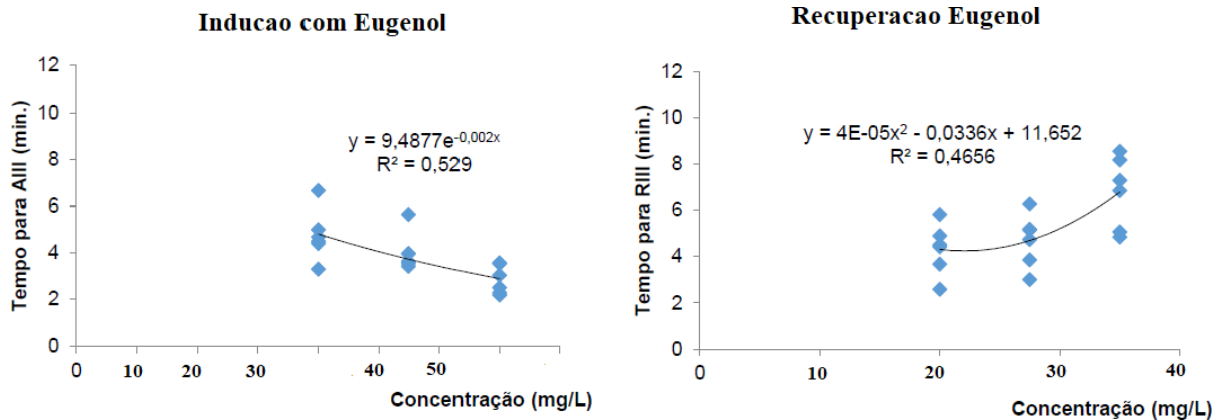 Inducao com Eugenol
12
10
8
6
4
2
0
Tempo para AIII (min.)
y = 9,4877e⁻⁰,⁰⁰²ˣ
R² = 0,529
0 10 20 30 40 50
Concentração (mg/L)
Recuperacao Eugenol
12
10
8
6
4
2
0
Tempo para RIII (min.)
y = 4E-05x² - 0,0336x + 11,652
R² = 0,4656
0 10 20 30 40
Concentração (mg/L)